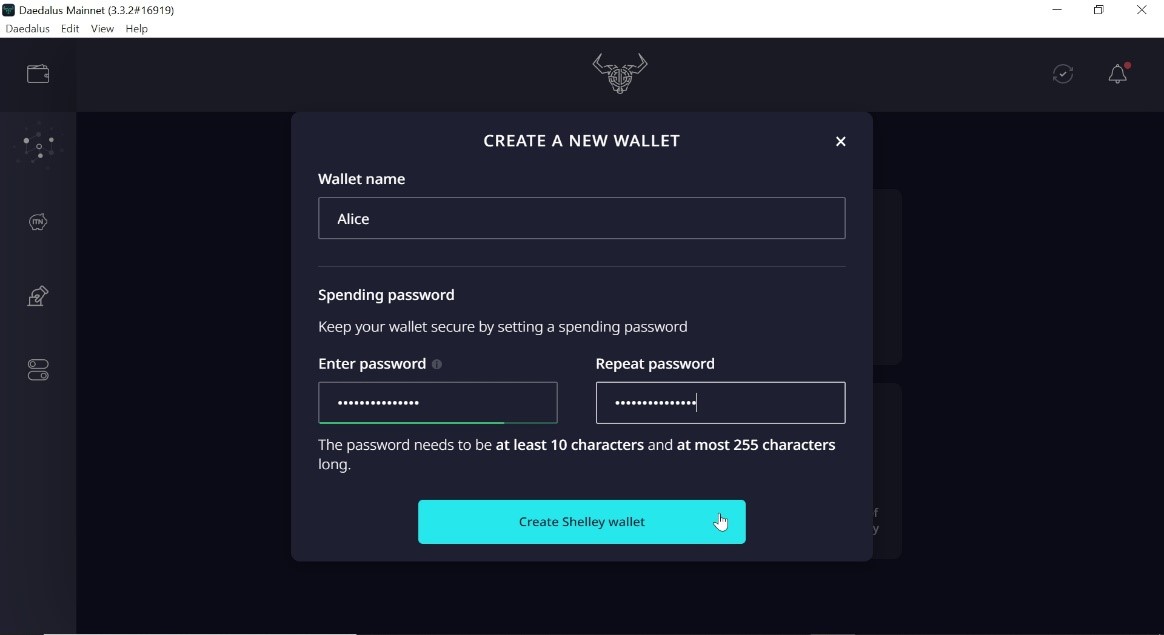 Daedalus Mainnet (3.3.2#16919)
Daedalus Edit View Help
CREATE A NEW WALLET
Wallet name
Alice
ITN
Spending password
Keep your wallet secure by setting a spending password
Enter password
Repeat password
•••••••••••••••
•••••••••••••••
The password needs to be at least 10 characters and at most 255 characters
long.
Create Shelley wallet